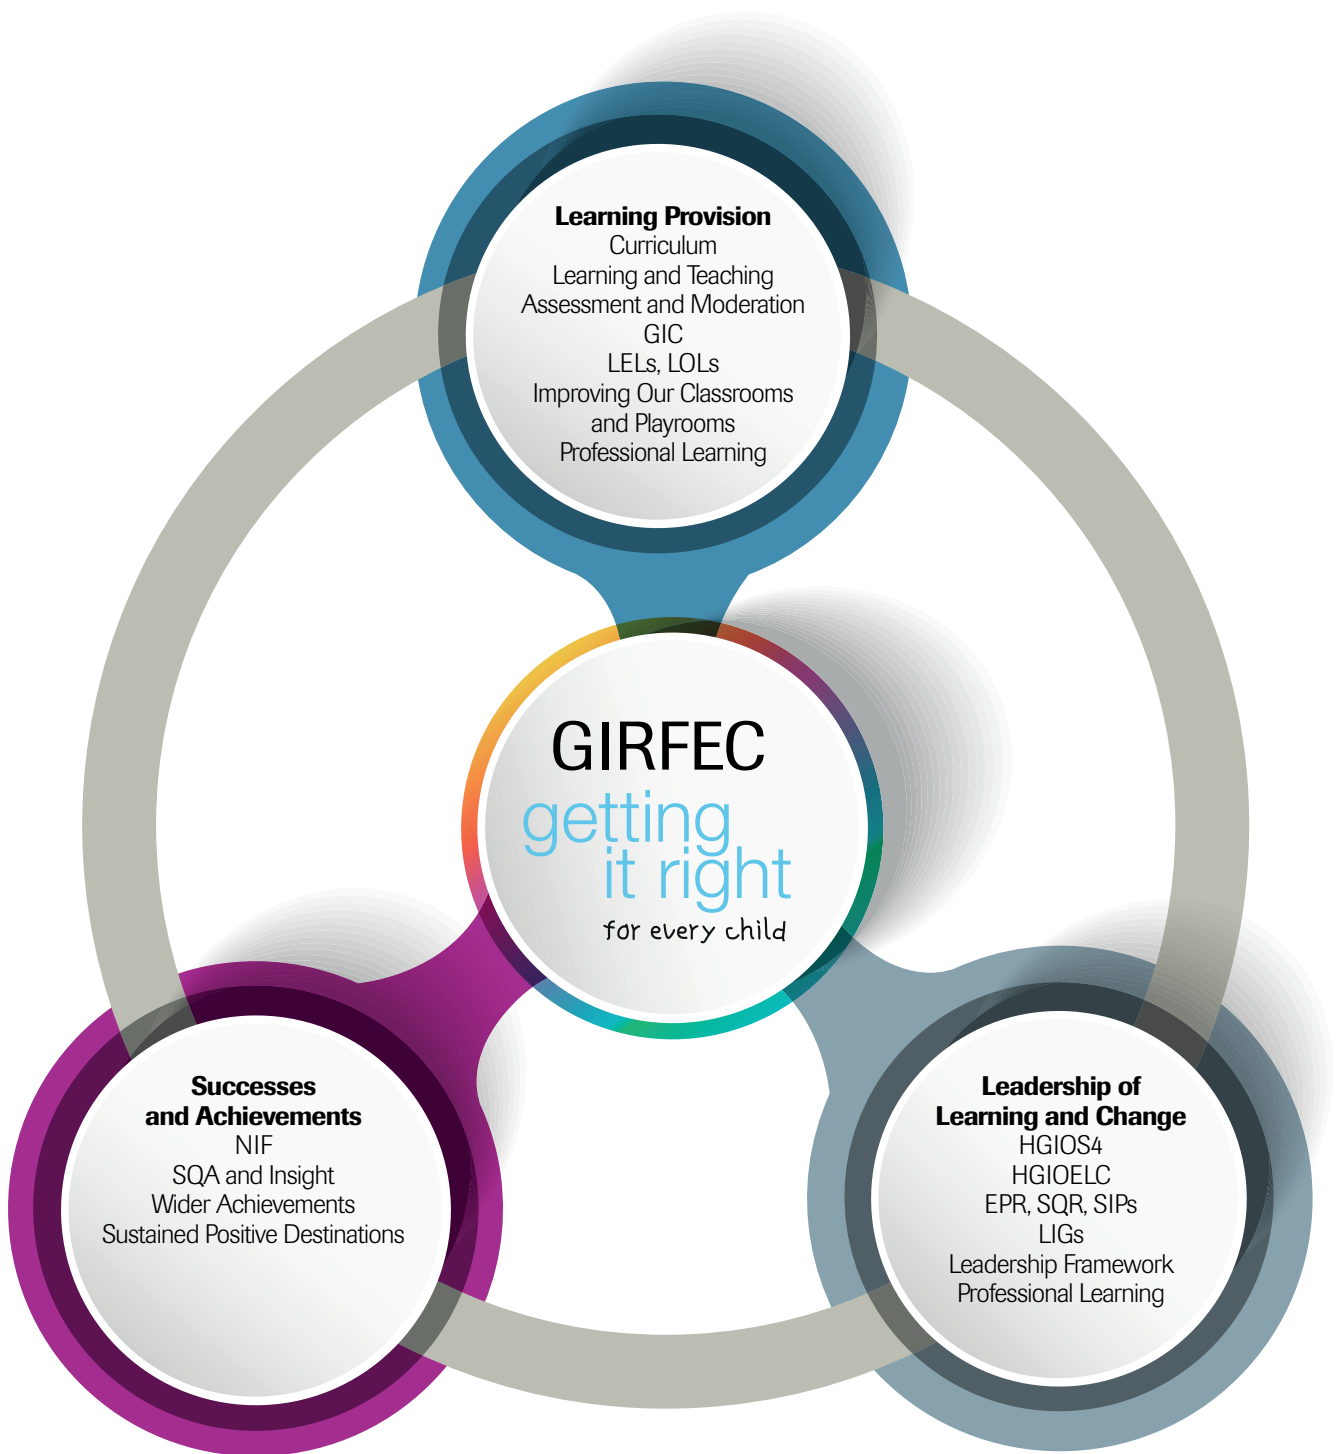 Learning Provision
Curriculum
Learning and Teaching
Assessment and Moderation
GIC
LELs, LOLs
Improving Our Classrooms
and Playrooms
Professional Learning
GIRFEC
getting
it right
for every child
Successes
and Achievements
NIF
SQA and Insight
Wider Achievements
Sustained Positive Destinations
Leadership of
Learning and Change
HGIOS4
HGIOELC
EPR, SQR, SIPs
LIGs
Leadership Framework
Professional Learning